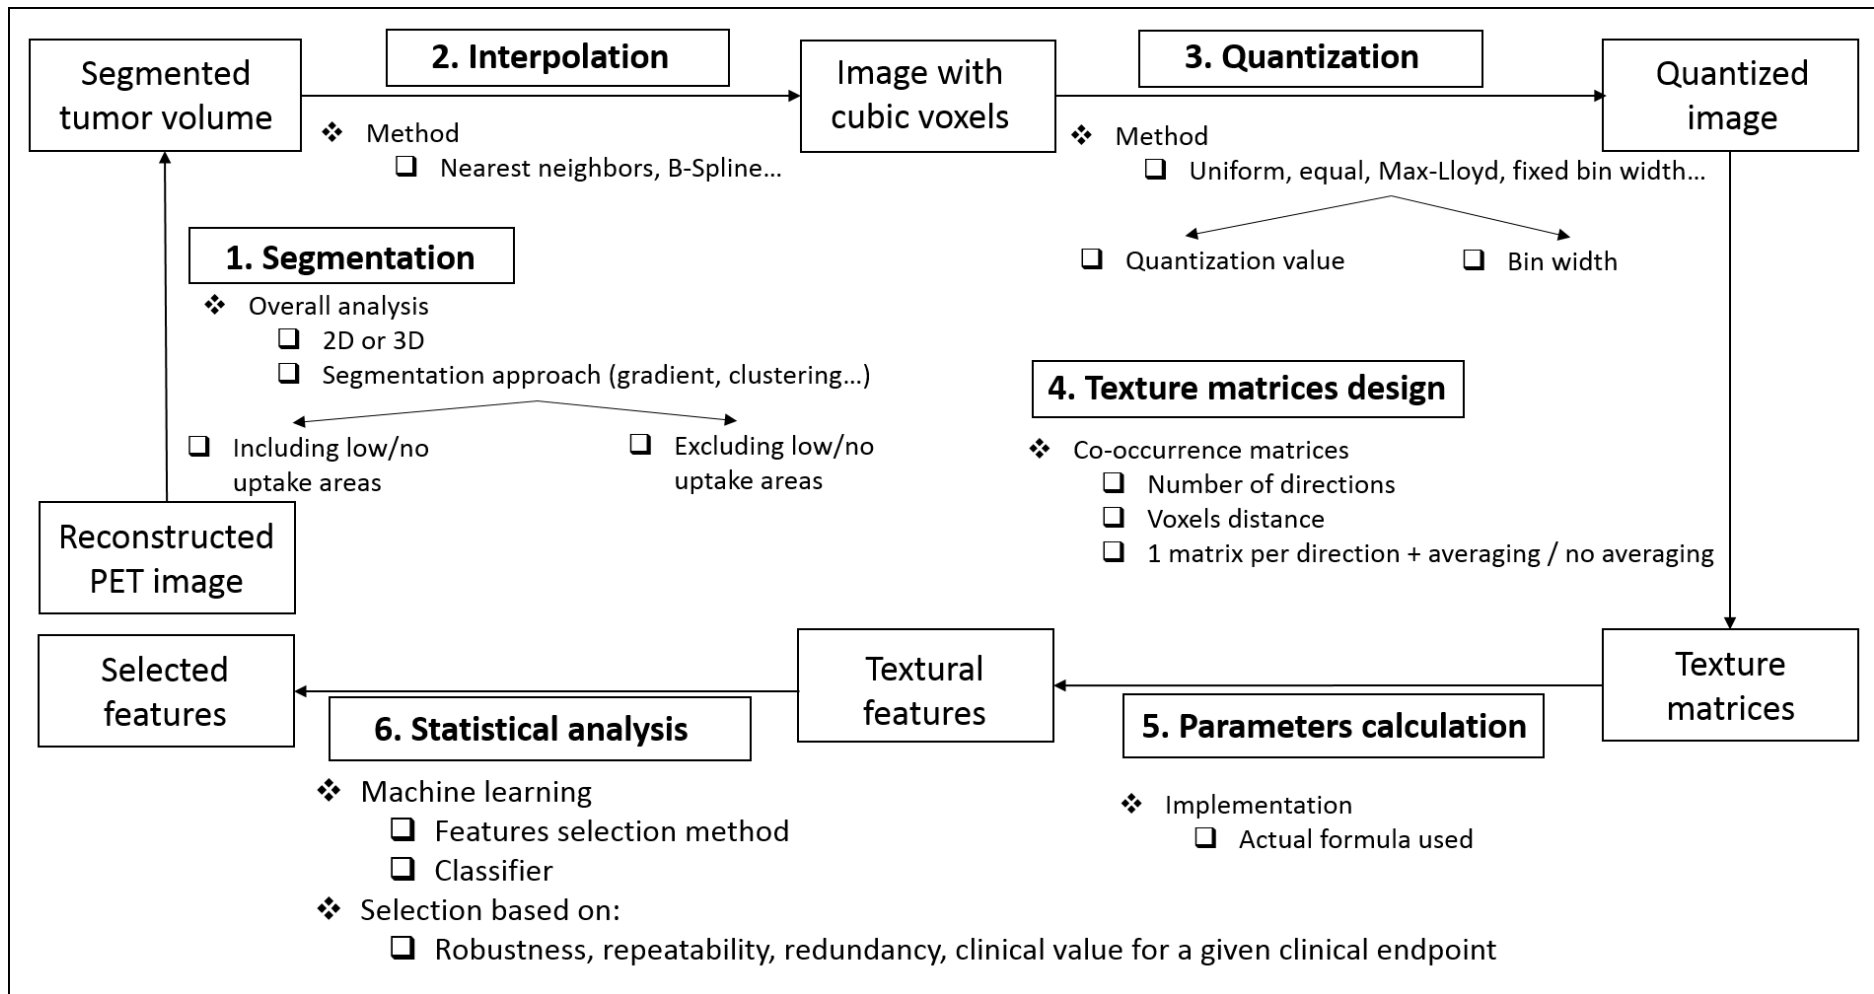 Segmented
tumor volume
2. Interpolation
❖ Method
❑ Nearest neighbors, B-Spline...
Image with
cubic voxels
3. Quantization
❖ Method
❑ Uniform, equal, Max-Lloyd, fixed bin width...
❑ Quantization value
❑ Bin width
Quantized
image
1. Segmentation
❖ Overall analysis
❑ 2D or 3D
❑ Segmentation approach (gradient, clustering...)
❑ Including low/no
uptake areas
❑ Excluding low/no
uptake areas
Reconstructed
PET image
4. Texture matrices design
❖ Co-occurrence matrices
❑ Number of directions
❑ Voxels distance
❑ 1 matrix per direction + averaging / no averaging
Texture
matrices
5. Parameters calculation
❖ Implementation
❑ Actual formula used
Textural
features
6. Statistical analysis
❖ Machine learning
❑ Features selection method
❑ Classifier
❖ Selection based on:
❑ Robustness, repeatability, redundancy, clinical value for a given clinical endpoint
Selected
features